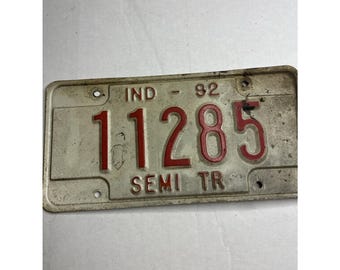 IND - 92
11285
SEMI TR